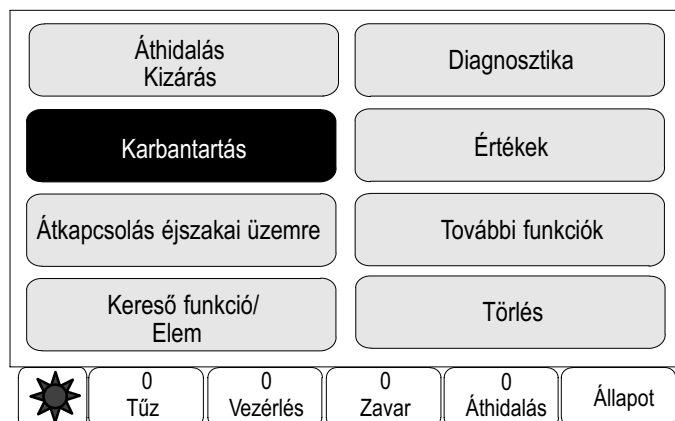 Áthidalás
Kizárás
Diagnosztika
Karbantartás
Értékek
Átkapcsolás éjszakai üzemre
További funkciók
Kereső funkció/
Elem
Törlés
0
Tűz
0
Vezérlés
0
Zavar
0
Áthidalás
Állapot